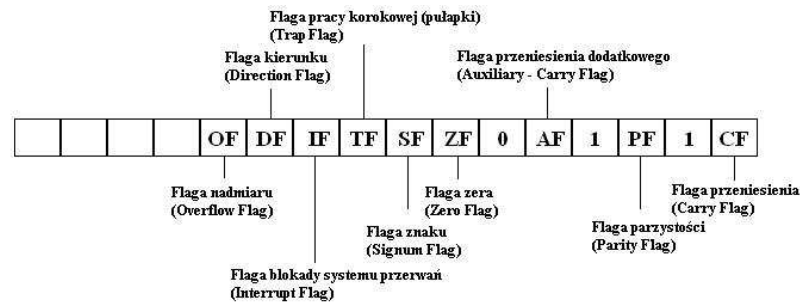 Flaga pracy korokowej (pułapki)
(Trap Flag)
Flaga kierunku
(Direction Flag)
Flaga przeniesienia dodatkowego
(Auxiliary - Carry Flag)
OF DF IF TF SF ZF 0 AF 1 PF 1 CF
Flaga nadmiaru
(Overflow Flag)
Flaga zera
(Zero Flag)
Flaga przeniesienia
(Carry Flag)
Flaga znaku
(Signum Flag)
Flaga parzystości
(Parity Flag)
Flaga blokady systemu przerwań
(Interrupt Flag)